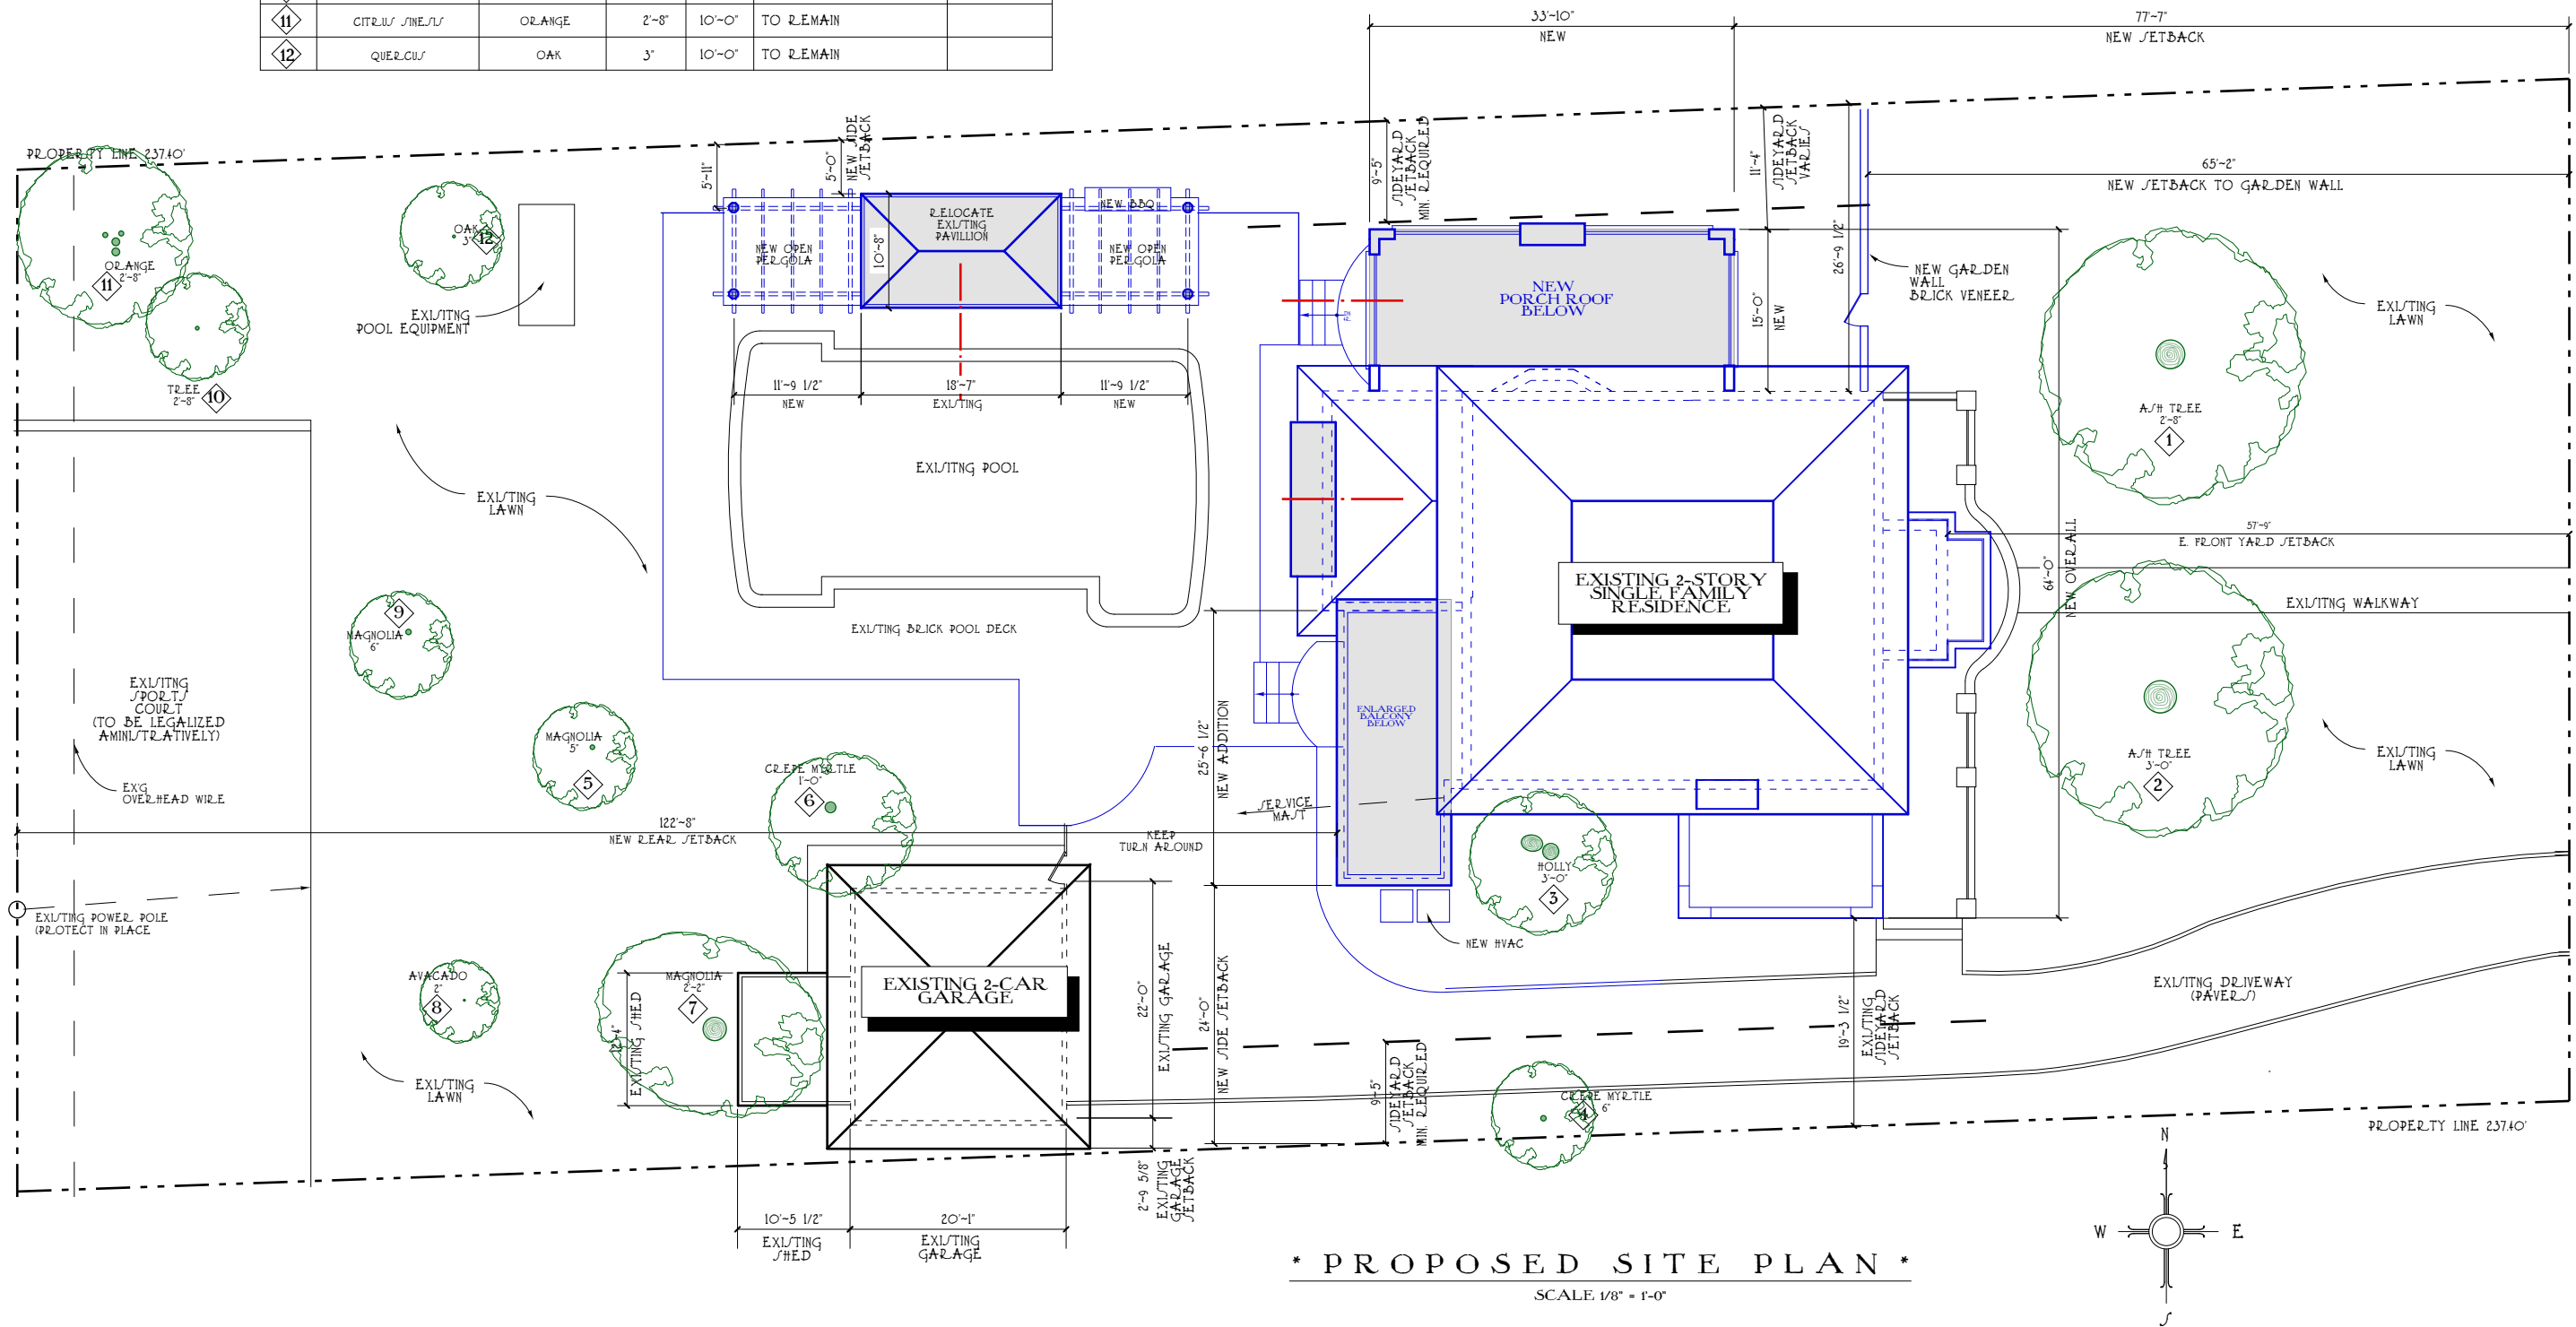 11 CITRUS SINESIS ORANGE 2'~8" 10'~0" TO REMAIN
12 QUERCUS OAK 3" 10'~0" TO REMAIN
33'~10"
NEW
77'~7"
NEW SETBACK
PROPERTY LINE 237.40'
5'~11"
5'~0"
NEW SIDE
SETBACK
9'~5"
SIDEYARD
SETBACK
MIN. REQUIRED
11'~4"
SIDEYARD
SETBACK
VARIES
65'~2"
NEW SETBACK TO GARDEN WALL
ORANGE
2'~8"
11
OAK
3"
12
EXISITNG
POOL EQUIPMENT
TREE
2'~8"
10
NEW OPEN
PERGOLA
RELOCATE
EXISTING
PAVILLION
10'~8"
NEW BBQ
NEW OPEN
PERGOLA
NEW
PORCH ROOF
BELOW
15'~0"
NEW
26'~9 1/2"
NEW GARDEN
WALL
BRICK VENEER
EXISTING
LAWN
ASH TREE
2'~8"
1
11'~9 1/2"
NEW
18'~7"
EXISTING
11'~9 1/2"
NEW
EXISITNG POOL
EXISTING
LAWN
EXISTING BRICK POOL DECK
EXISTING 2-STORY
SINGLE FAMILY
RESIDENCE
57'~9"
E. FRONT YARD SETBACK
64'~0"
NEW OVERALL
EXISITNG WALKWAY
9
MAGNOLIA
6"
EXISITNG
SPORTS
COURT
(TO BE LEGALIZED
AMINISTRATIVELY)
EX'G
OVERHEAD WIRE
MAGNOLIA
5"
5
CREPE MYRTLE
1'~0"
6
25'~6 1/2"
NEW ADDITION
ENLARGED
BALCONY
BELOW
SERVICE
MAST
KEEP
TURN AROUND
122'~8"
NEW REAR SETBACK
ASH TREE
3'~0"
2
EXISTING
LAWN
HOLLY
3'~0"
3
NEW HVAC
EXISTING POWER POLE
(PROTECT IN PLACE
AVACADO
2"
8
MAGNOLIA
2'~2"
7
12'~4"
EXISTING SHED
EXISTING 2-CAR
GARAGE
22'~0"
EXISTING GARAGE
24'~0"
NEW SIDE SETBACK
EXISTING
LAWN
9'~5"
SIDEYARD
SETBACK
MIN. REQUIRED
CREPE MYRTLE
6"
4
19'~3 1/2"
EXISTING
SIDEYARD
SETBACK
EXISITNG DRIVEWAY
(PAVERS)
PROPERTY LINE 237.40'
2'~9 5/8"
EXISTING
GARAGE
SETBACK
10'~5 1/2"
EXISTING
SHED
20'~1"
EXISTING
GARAGE
* PROPOSED SITE PLAN *
SCALE 1/8" = 1'-0"
N
W E
S